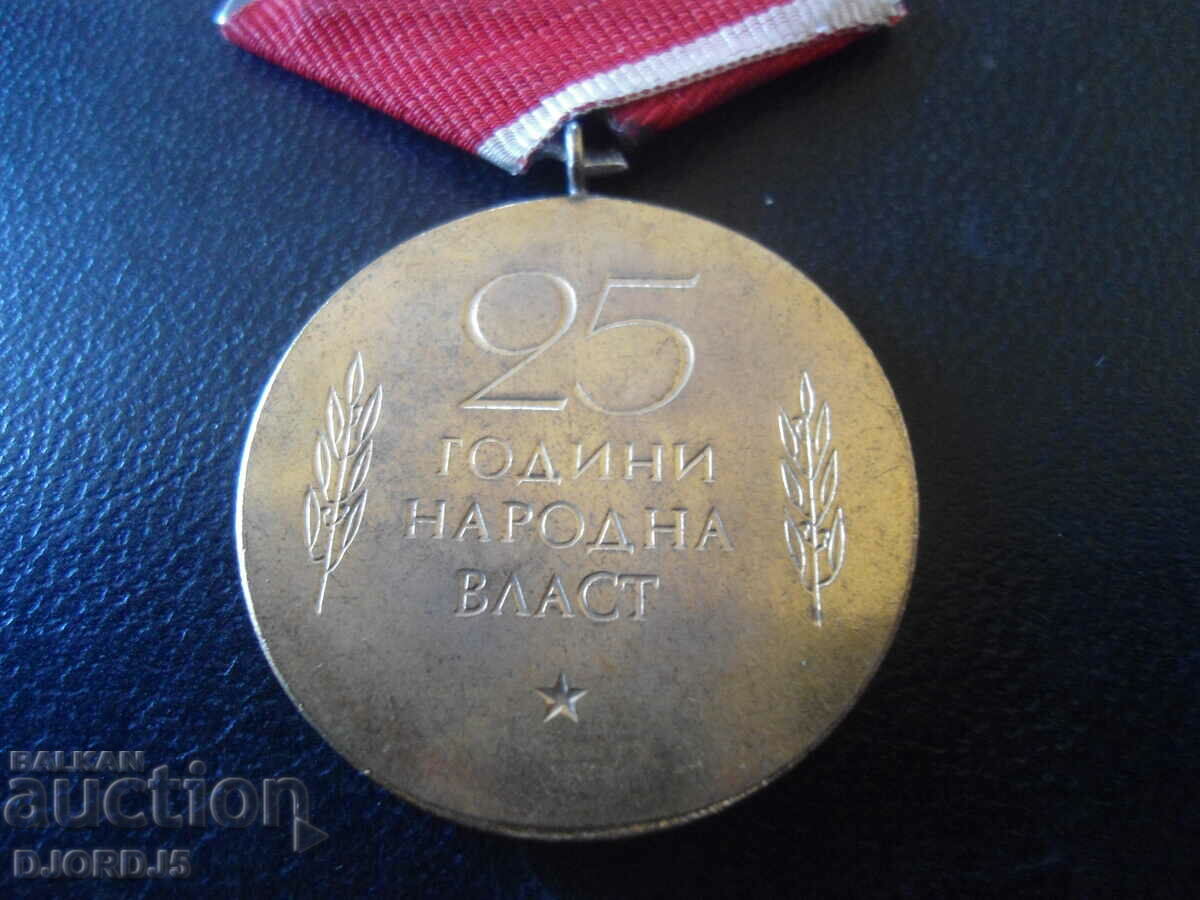 25
ГОДИНИ
НАРОДНА
ВЛАСТ
BALKAN
auction
DJORDJ5